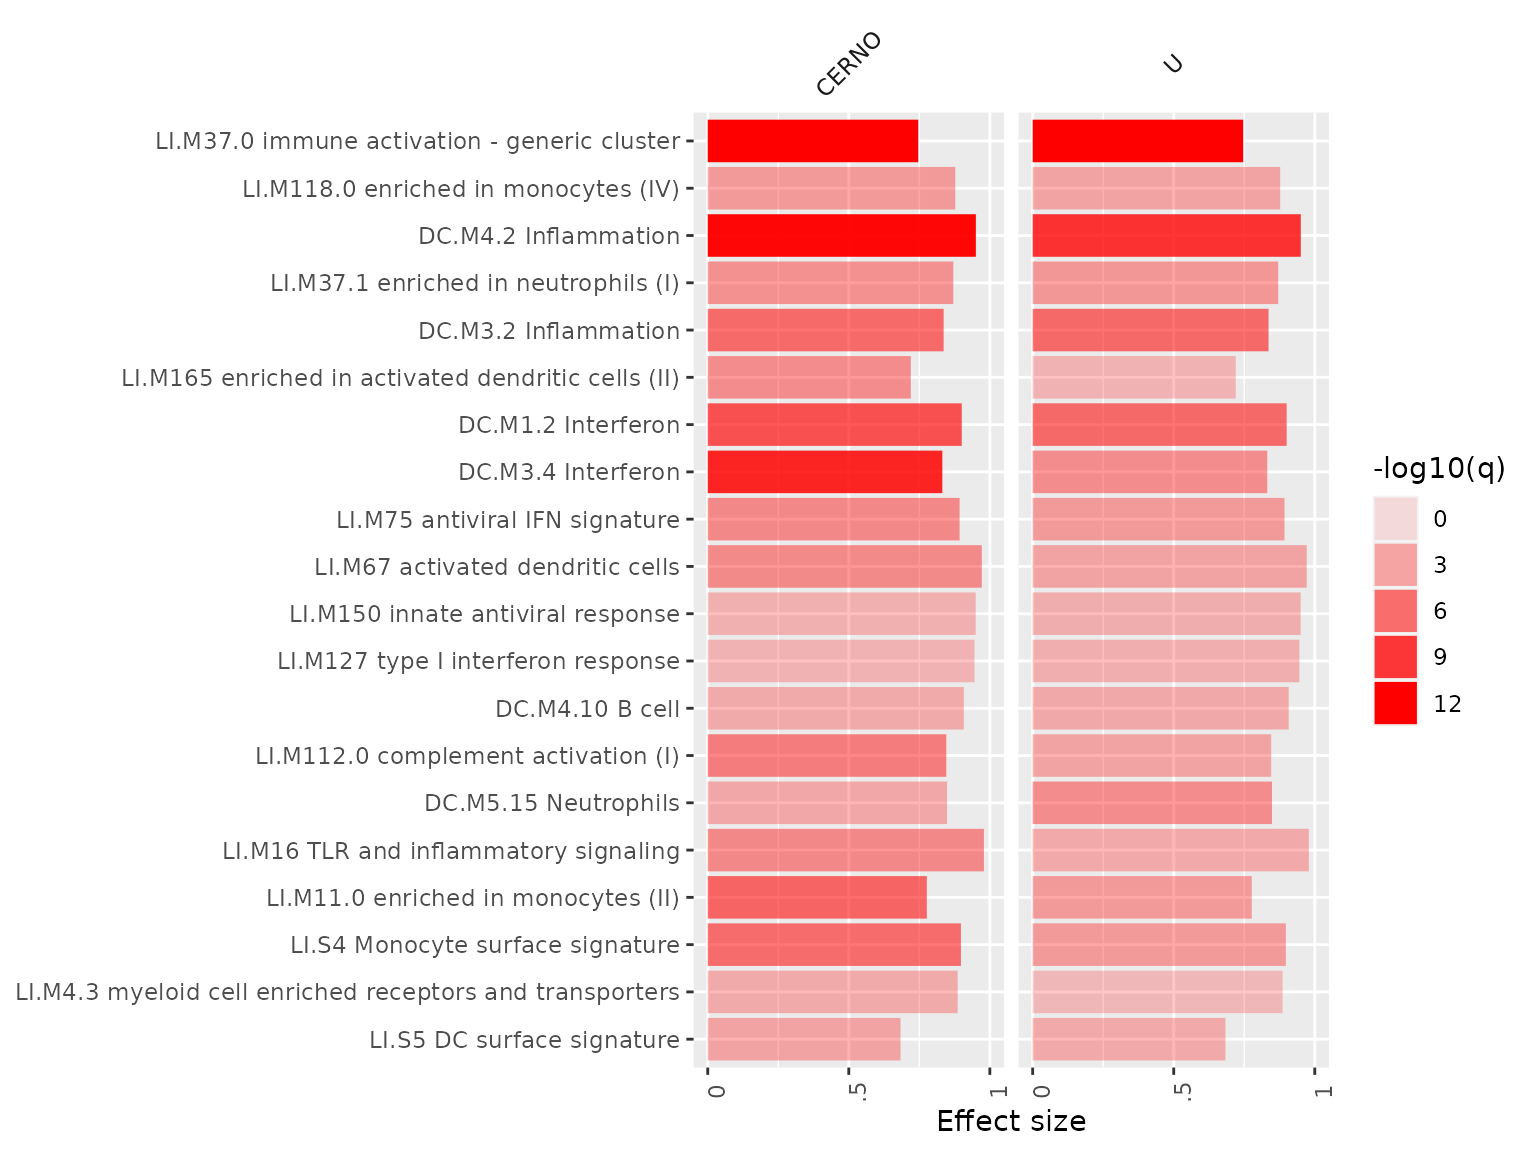 CERNO
U
LI.M37.0 immune activation - generic cluster
LI.M118.0 enriched in monocytes (IV)
DC.M4.2 Inflammation
LI.M37.1 enriched in neutrophils (I)
DC.M3.2 Inflammation
LI.M165 enriched in activated dendritic cells (II)
DC.M1.2 Interferon
DC.M3.4 Interferon
LI.M75 antiviral IFN signature
LI.M67 activated dendritic cells
LI.M150 innate antiviral response
LI.M127 type I interferon response
DC.M4.10 B cell
LI.M112.0 complement activation (I)
DC.M5.15 Neutrophils
LI.M16 TLR and inflammatory signaling
LI.M11.0 enriched in monocytes (II)
LI.S4 Monocyte surface signature
LI.M4.3 myeloid cell enriched receptors and transporters
LI.S5 DC surface signature
0
.5
1
0
.5
1
Effect size
-log10(q)
0
3
6
9
12